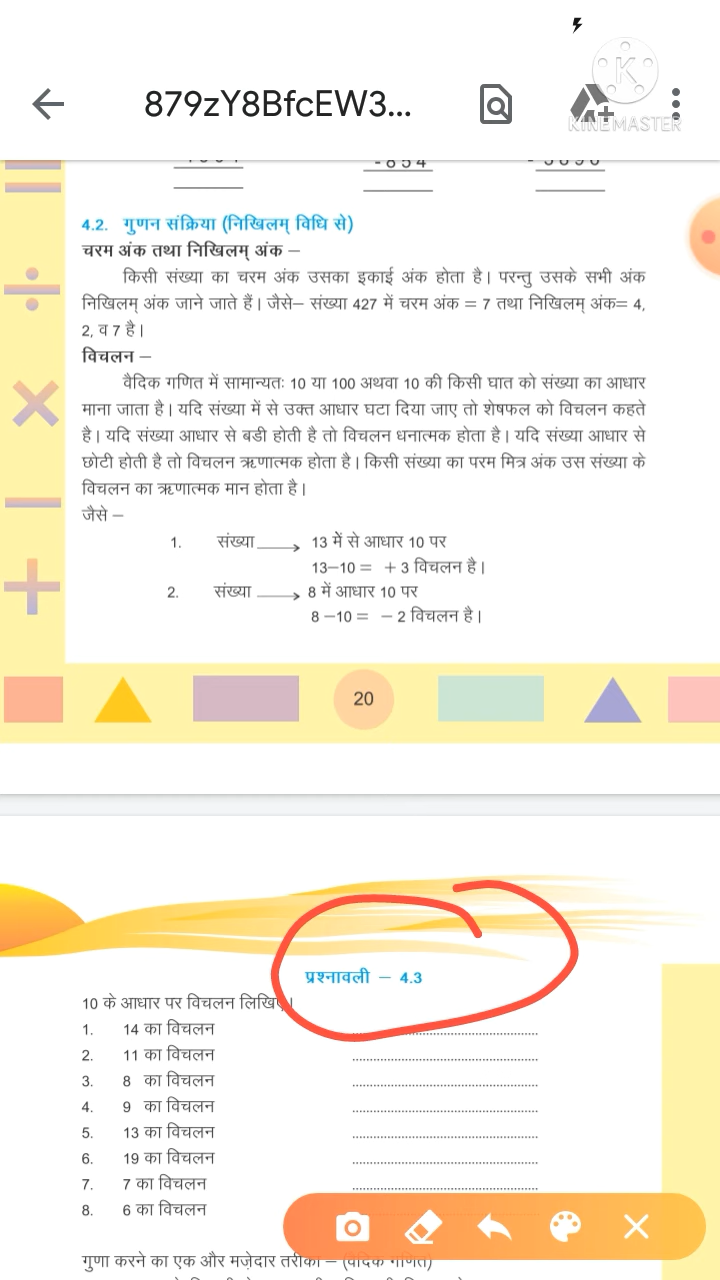 879zY8BfcEW3...
KINEMASTER
- 8 5 4
4.2. गुणन संक्रिया (निखिलम् विधि से)
चरम अंक तथा निखिलम् अंक –
किसी संख्या का चरम अंक उसका इकाई अंक होता है। परन्तु उसके सभी अंक
निखिलम् अंक जाने जाते हैं। जैसे– संख्या 427 में चरम अंक = 7 तथा निखिलम् अंक= 4,
2, व 7 है।
विचलन –
वैदिक गणित में सामान्यतः 10 या 100 अथवा 10 की किसी घात को संख्या का आधार
माना जाता है। यदि संख्या में से उक्त आधार घटा दिया जाए तो शेषफल को विचलन कहते
है। यदि संख्या आधार से बडी होती है तो विचलन धनात्मक होता है। यदि संख्या आधार से
छोटी होती है तो विचलन ऋणात्मक होता है। किसी संख्या का परम मित्र अंक उस संख्या के
विचलन का ऋणात्मक मान होता है।
जैसे –
1. संख्या 13 में से आधार 10 पर
13–10 = + 3 विचलन है।
2. संख्या 8 में आधार 10 पर
8 –10 = – 2 विचलन है।
20
प्रश्नावली – 4.3
10 के आधार पर विचलन लिखिए।
1. 14 का विचलन ........................................
2. 11 का विचलन ........................................
3. 8 का विचलन ........................................
4. 9 का विचलन ........................................
5. 13 का विचलन ........................................
6. 19 का विचलन ........................................
7. 7 का विचलन ........................................
8. 6 का विचलन
गुणा करने का एक और मज़ेदार तरीका – (वैदिक गणित)